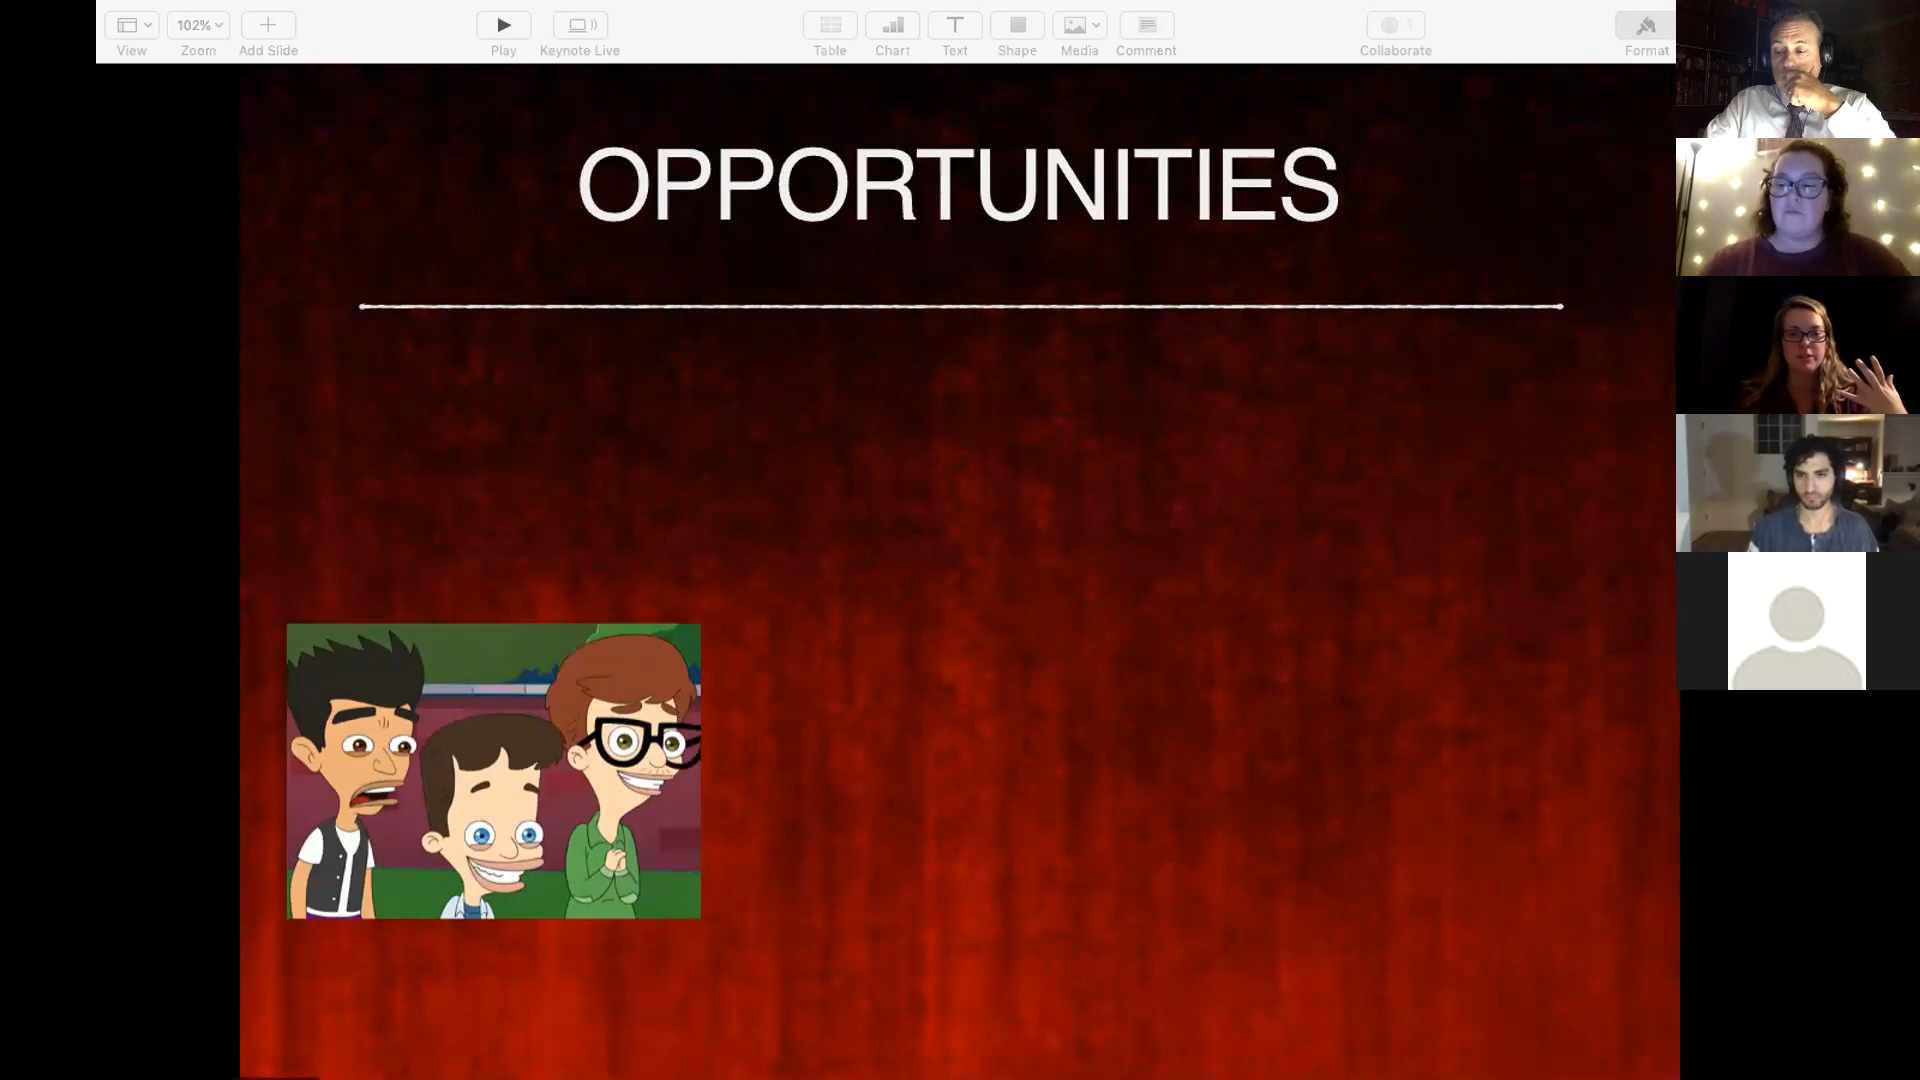 102%
View
Zoom
Add Slide
Play
Keynote Live
Table
Chart
Text
Shape
Media
Comment
Collaborate
Format
OPPORTUNITIES